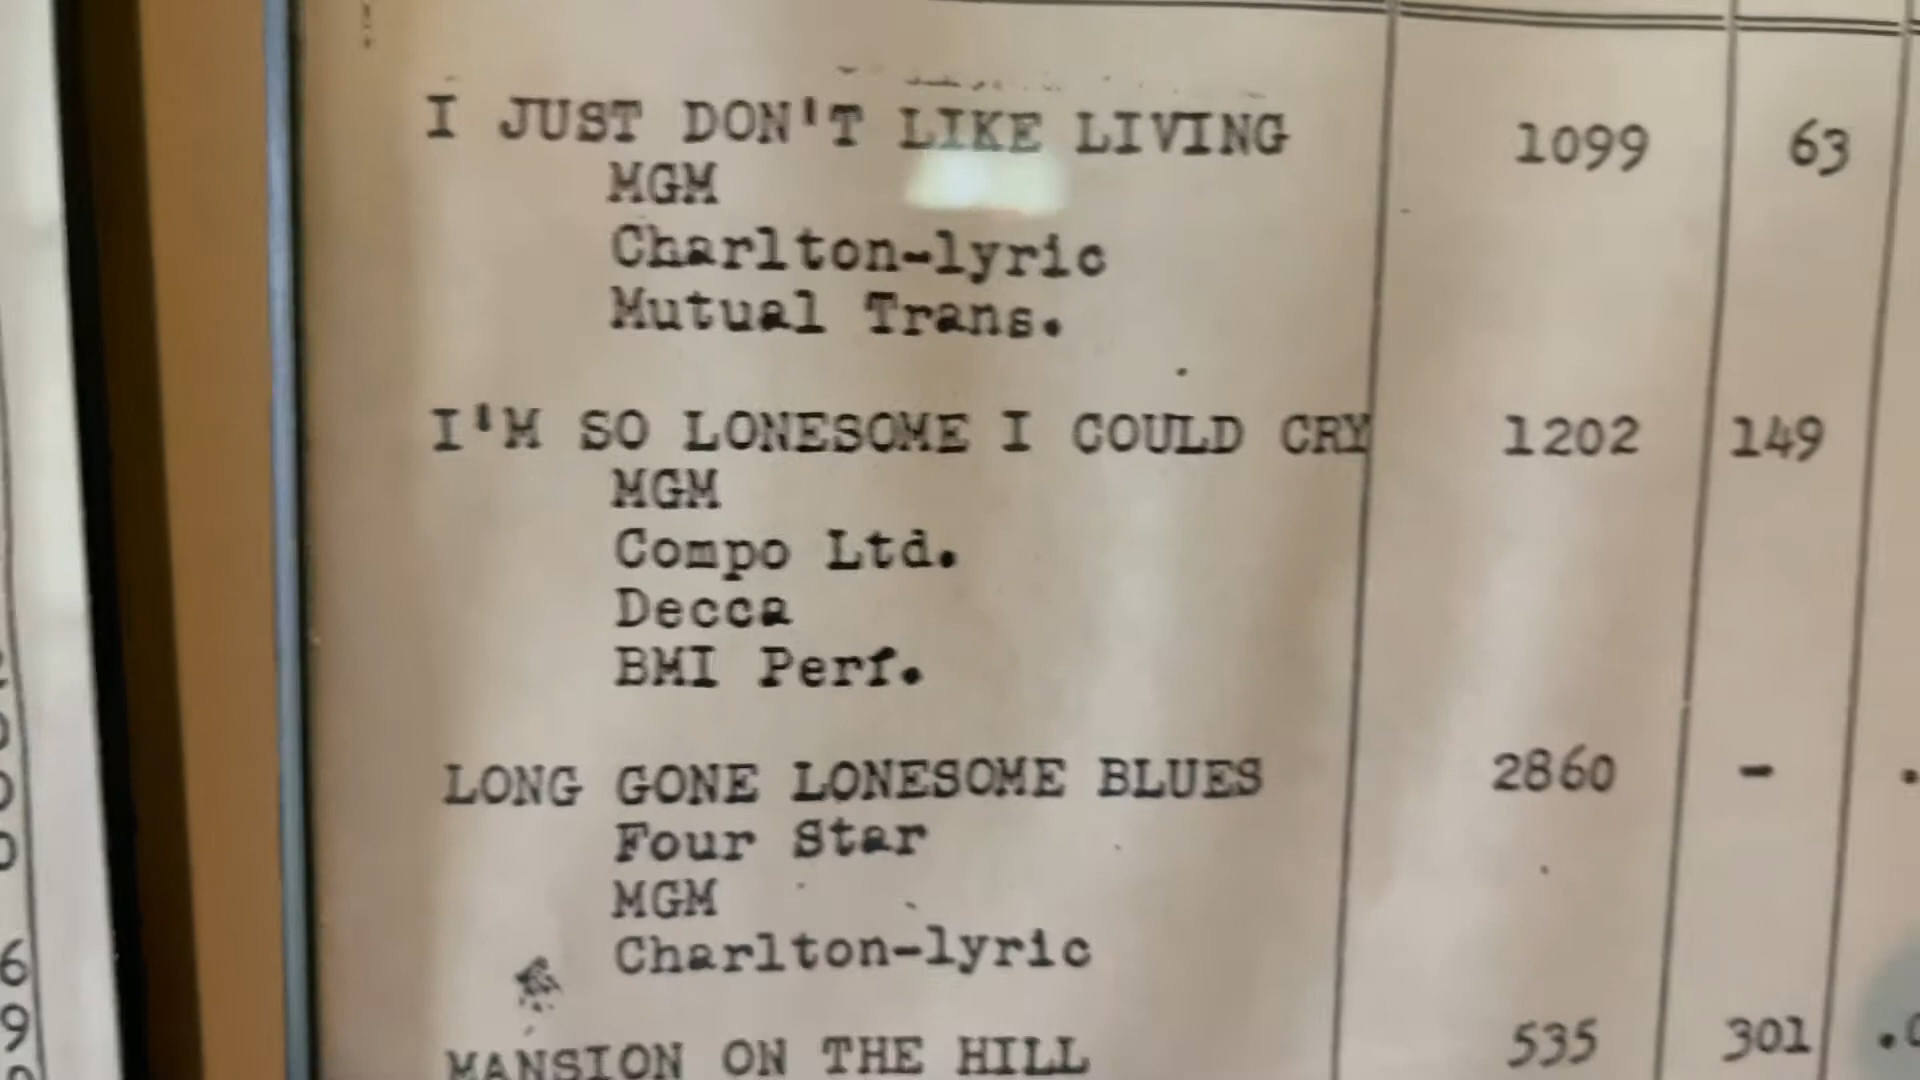 I JUST DON'T LIKE LIVING 1099 63
MGM
Charlton-lyric
Mutual Trans.
I'M SO LONESOME I COULD CRY 1202 149
MGM
Compo Ltd.
Decca
BMI Perf.
LONG GONE LONESOME BLUES 2860 -
Four Star
MGM
Charlton-lyric
MANSION ON THE HILL 535 301
6
9